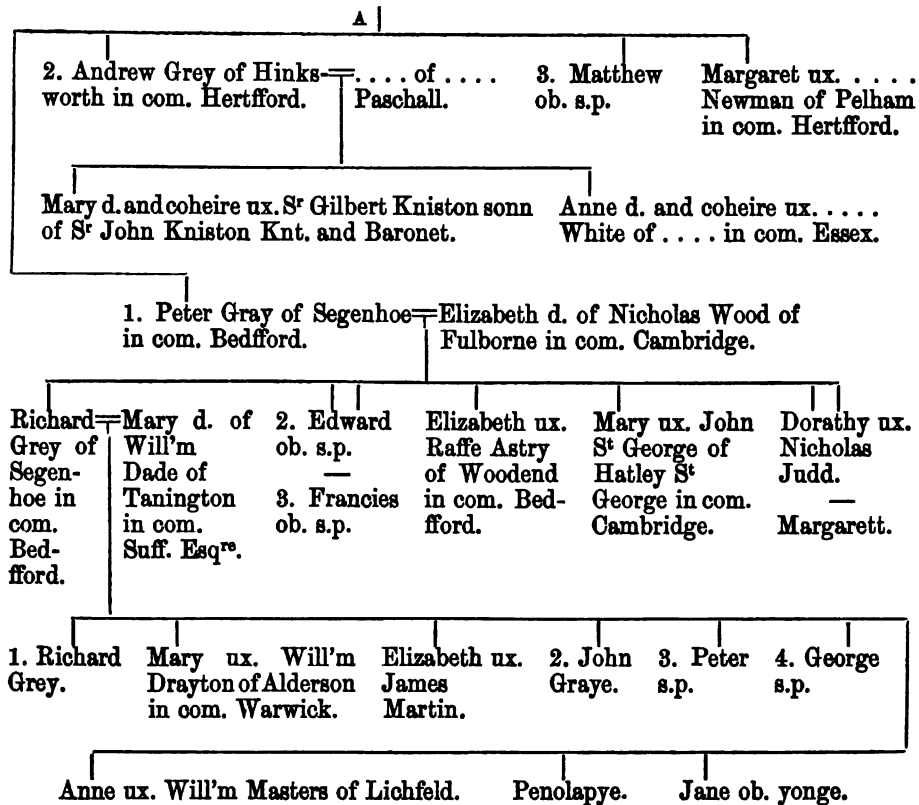 A
2. Andrew Grey of Hinks-
worth in com. Hertfford.
. . . . of . . . .
Paschall.
3. Matthew
ob. s.p.
Margaret ux. . . . . .
Newman of Pelham
in com. Hertfford.
Mary d. and coheire ux. Sʳ Gilbert Kniston sonn
of Sʳ John Kniston Knt. and Baronet.
Anne d. and coheire ux. . . . . .
White of . . . . in com. Essex.
1. Peter Gray of Segenhoe
in com. Bedfford.
Elizabeth d. of Nicholas Wood of
Fulborne in com. Cambridge.
Richard
Grey of
Segen-
hoe in
com.
Bed-
fford.
Mary d. of
Will'm
Dade of
Tanington
in com.
Suff. Esqʳᵉ.
2. Edward
ob. s.p.
—
3. Francies
ob. s.p.
Elizabeth ux.
Raffe Astry
of Woodend
in com. Bed-
fford.
Mary ux. John
Sᵗ George of
Hatley Sᵗ
George in com.
Cambridge.
Dorathy ux.
Nicholas
Judd.
—
Margarett.
1. Richard
Grey.
Mary ux. Will'm
Drayton of Alderson
in com. Warwick.
Elizabeth ux.
James
Martin.
2. John
Graye.
3. Peter
s.p.
4. George
s.p.
Anne ux. Will'm Masters of Lichfeld.
Penolapye.
Jane ob. yonge.